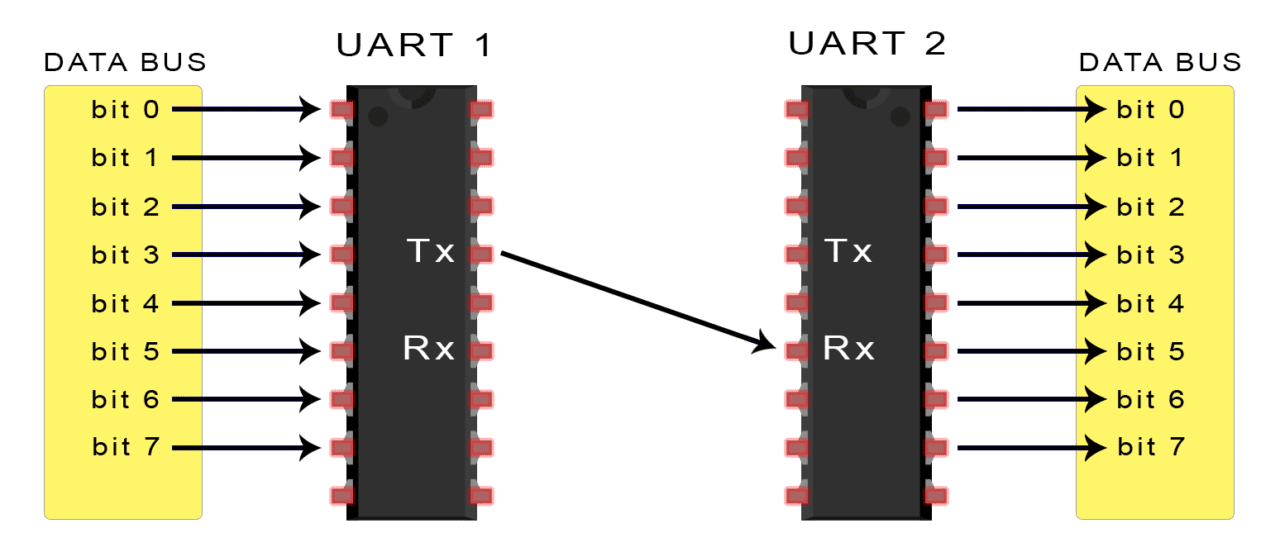 UART 1
UART 2
DATA BUS
DATA BUS
bit 0
bit 1
bit 2
bit 3
bit 4
bit 5
bit 6
bit 7
Tx
Rx
Tx
Rx
bit 0
bit 1
bit 2
bit 3
bit 4
bit 5
bit 6
bit 7